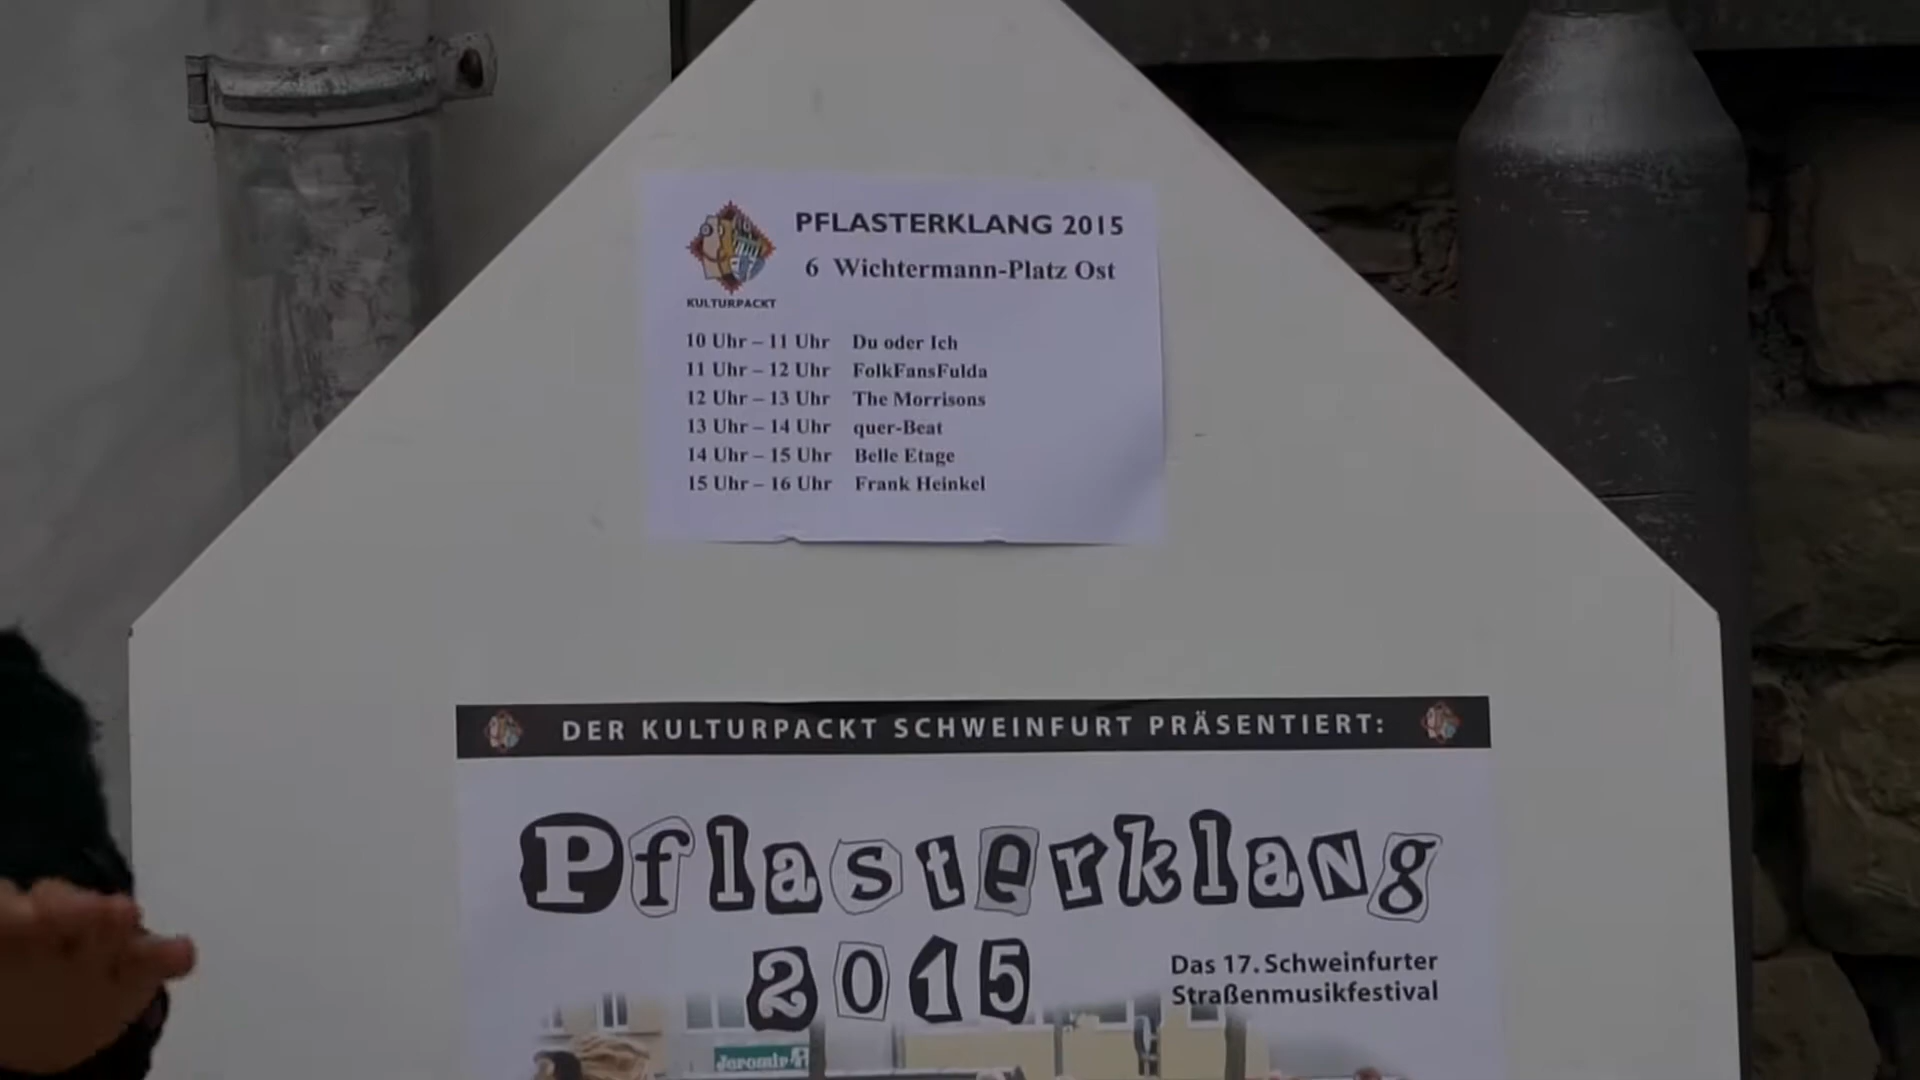 PFLASTERKLANG 2015
6 Wichtermann-Platz Ost
KULTURPACKT
10 Uhr – 11 Uhr Du oder Ich
11 Uhr – 12 Uhr FolkFansFulda
12 Uhr – 13 Uhr The Morrisons
13 Uhr – 14 Uhr quer-Beat
14 Uhr – 15 Uhr Belle Etage
15 Uhr – 16 Uhr Frank Heinkel
DER KULTURPACKT SCHWEINFURT PRÄSENTIERT:
Pflasterklang
2015
Das 17. Schweinfurter
Straßenmusikfestival
Jeromir